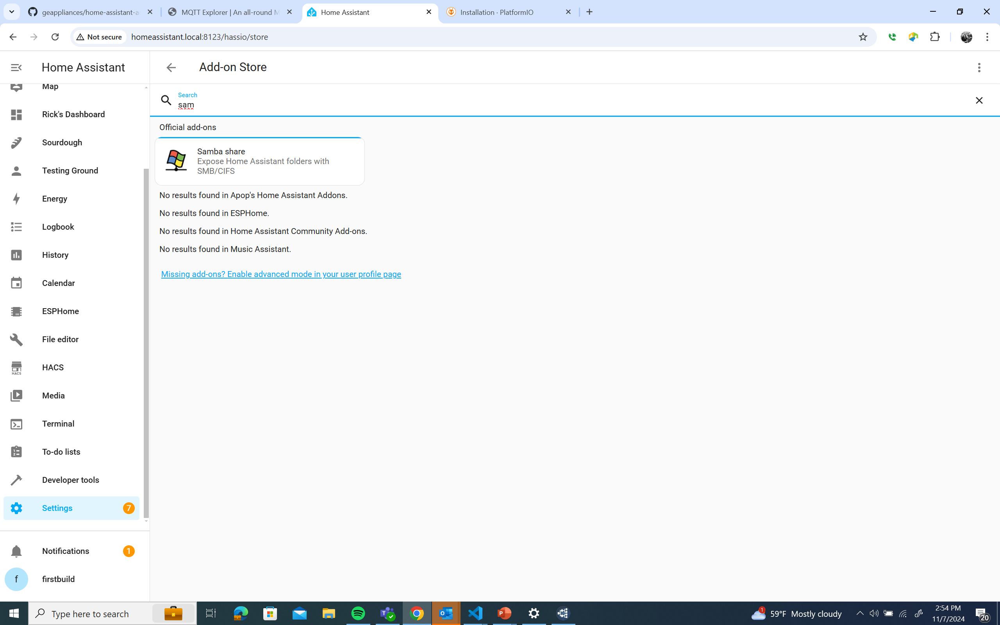 geappliances/home-assistant-a
MQTT Explorer | An all-round M
Home Assistant
Installation · PlatformIO
Not secure
homeassistant.local:8123/hassio/store
Home Assistant
Add-on Store
Map
Rick's Dashboard
Sourdough
Testing Ground
Energy
Logbook
History
Calendar
ESPHome
File editor
HACS
HACS
Media
Terminal
To-do lists
Developer tools
Settings 7
Notifications 1
f firstbuild
Search
sam
Official add-ons
Samba share
Expose Home Assistant folders with
SMB/CIFS
No results found in Apop's Home Assistant Addons.
No results found in ESPHome.
No results found in Home Assistant Community Add-ons.
No results found in Music Assistant.
Missing add-ons? Enable advanced mode in your user profile page
Type here to search
1
59°F Mostly cloudy
2:54 PM
11/7/2024
20